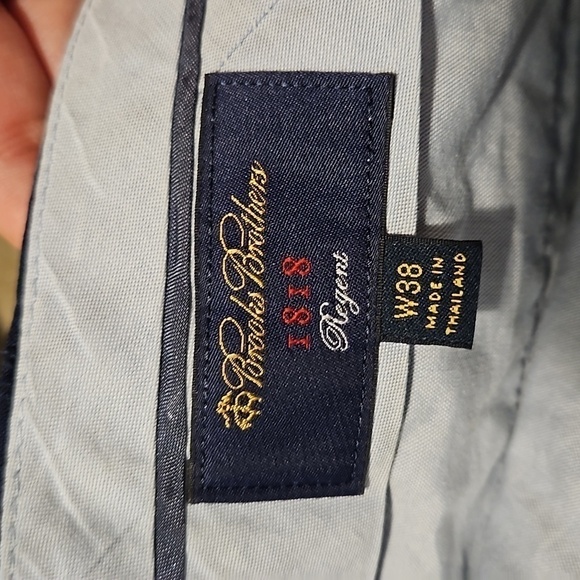 Brooks Brothers
1818
Regent
W38
MADE IN
THAILAND